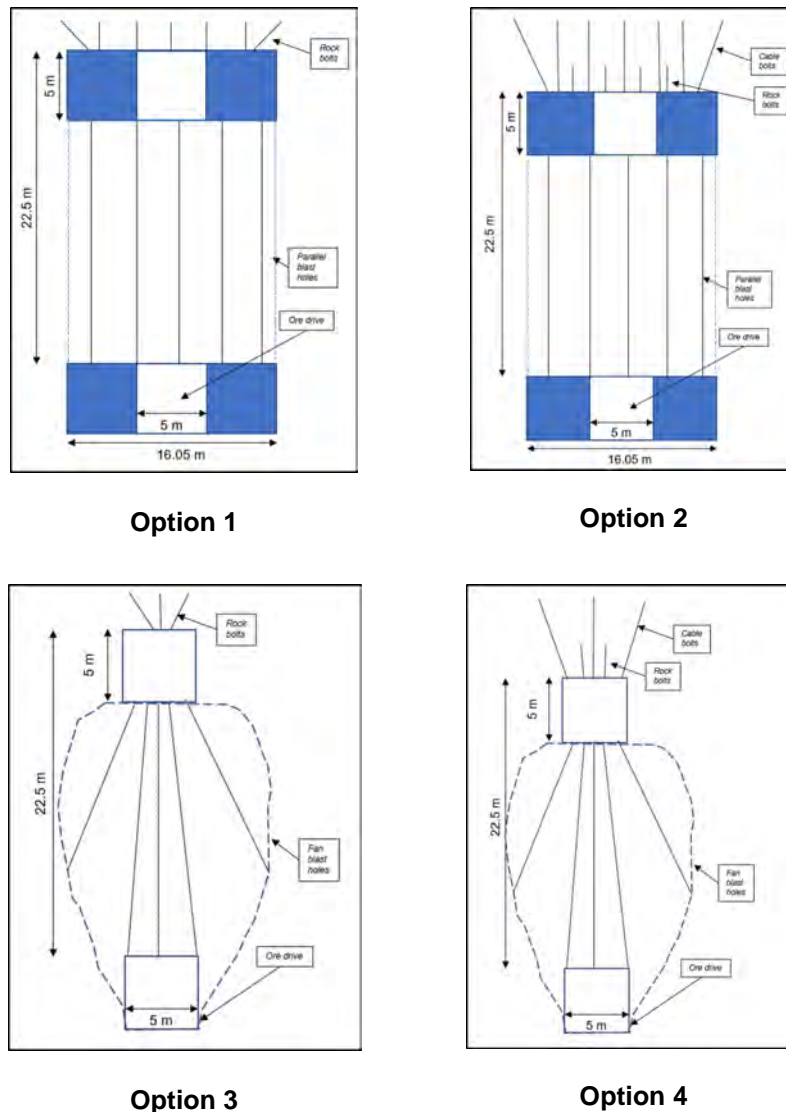 Rock
bolts
5 m
22.5 m
Parallel
blast
holes
Ore drive
5 m
16.05 m
Option 1
Cable
bolts
Rock
bolts
5 m
22.5 m
Parallel
blast
holes
Ore drive
5 m
16.05 m
Option 2
Rock
bolts
5 m
22.5 m
Fan
blast
holes
Ore drive
5 m
Option 3
Cable
bolts
Rock
bolts
5 m
22.5 m
Fan
blast
holes
Ore drive
5 m
Option 4